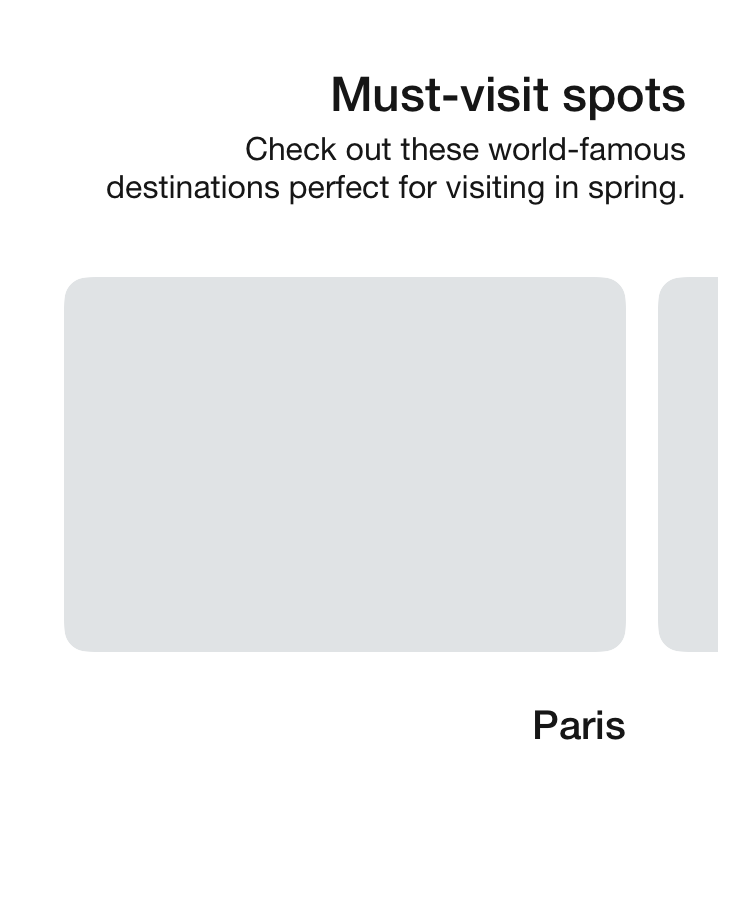 Must-visit spots
Check out these world-famous
destinations perfect for visiting in spring.
Paris